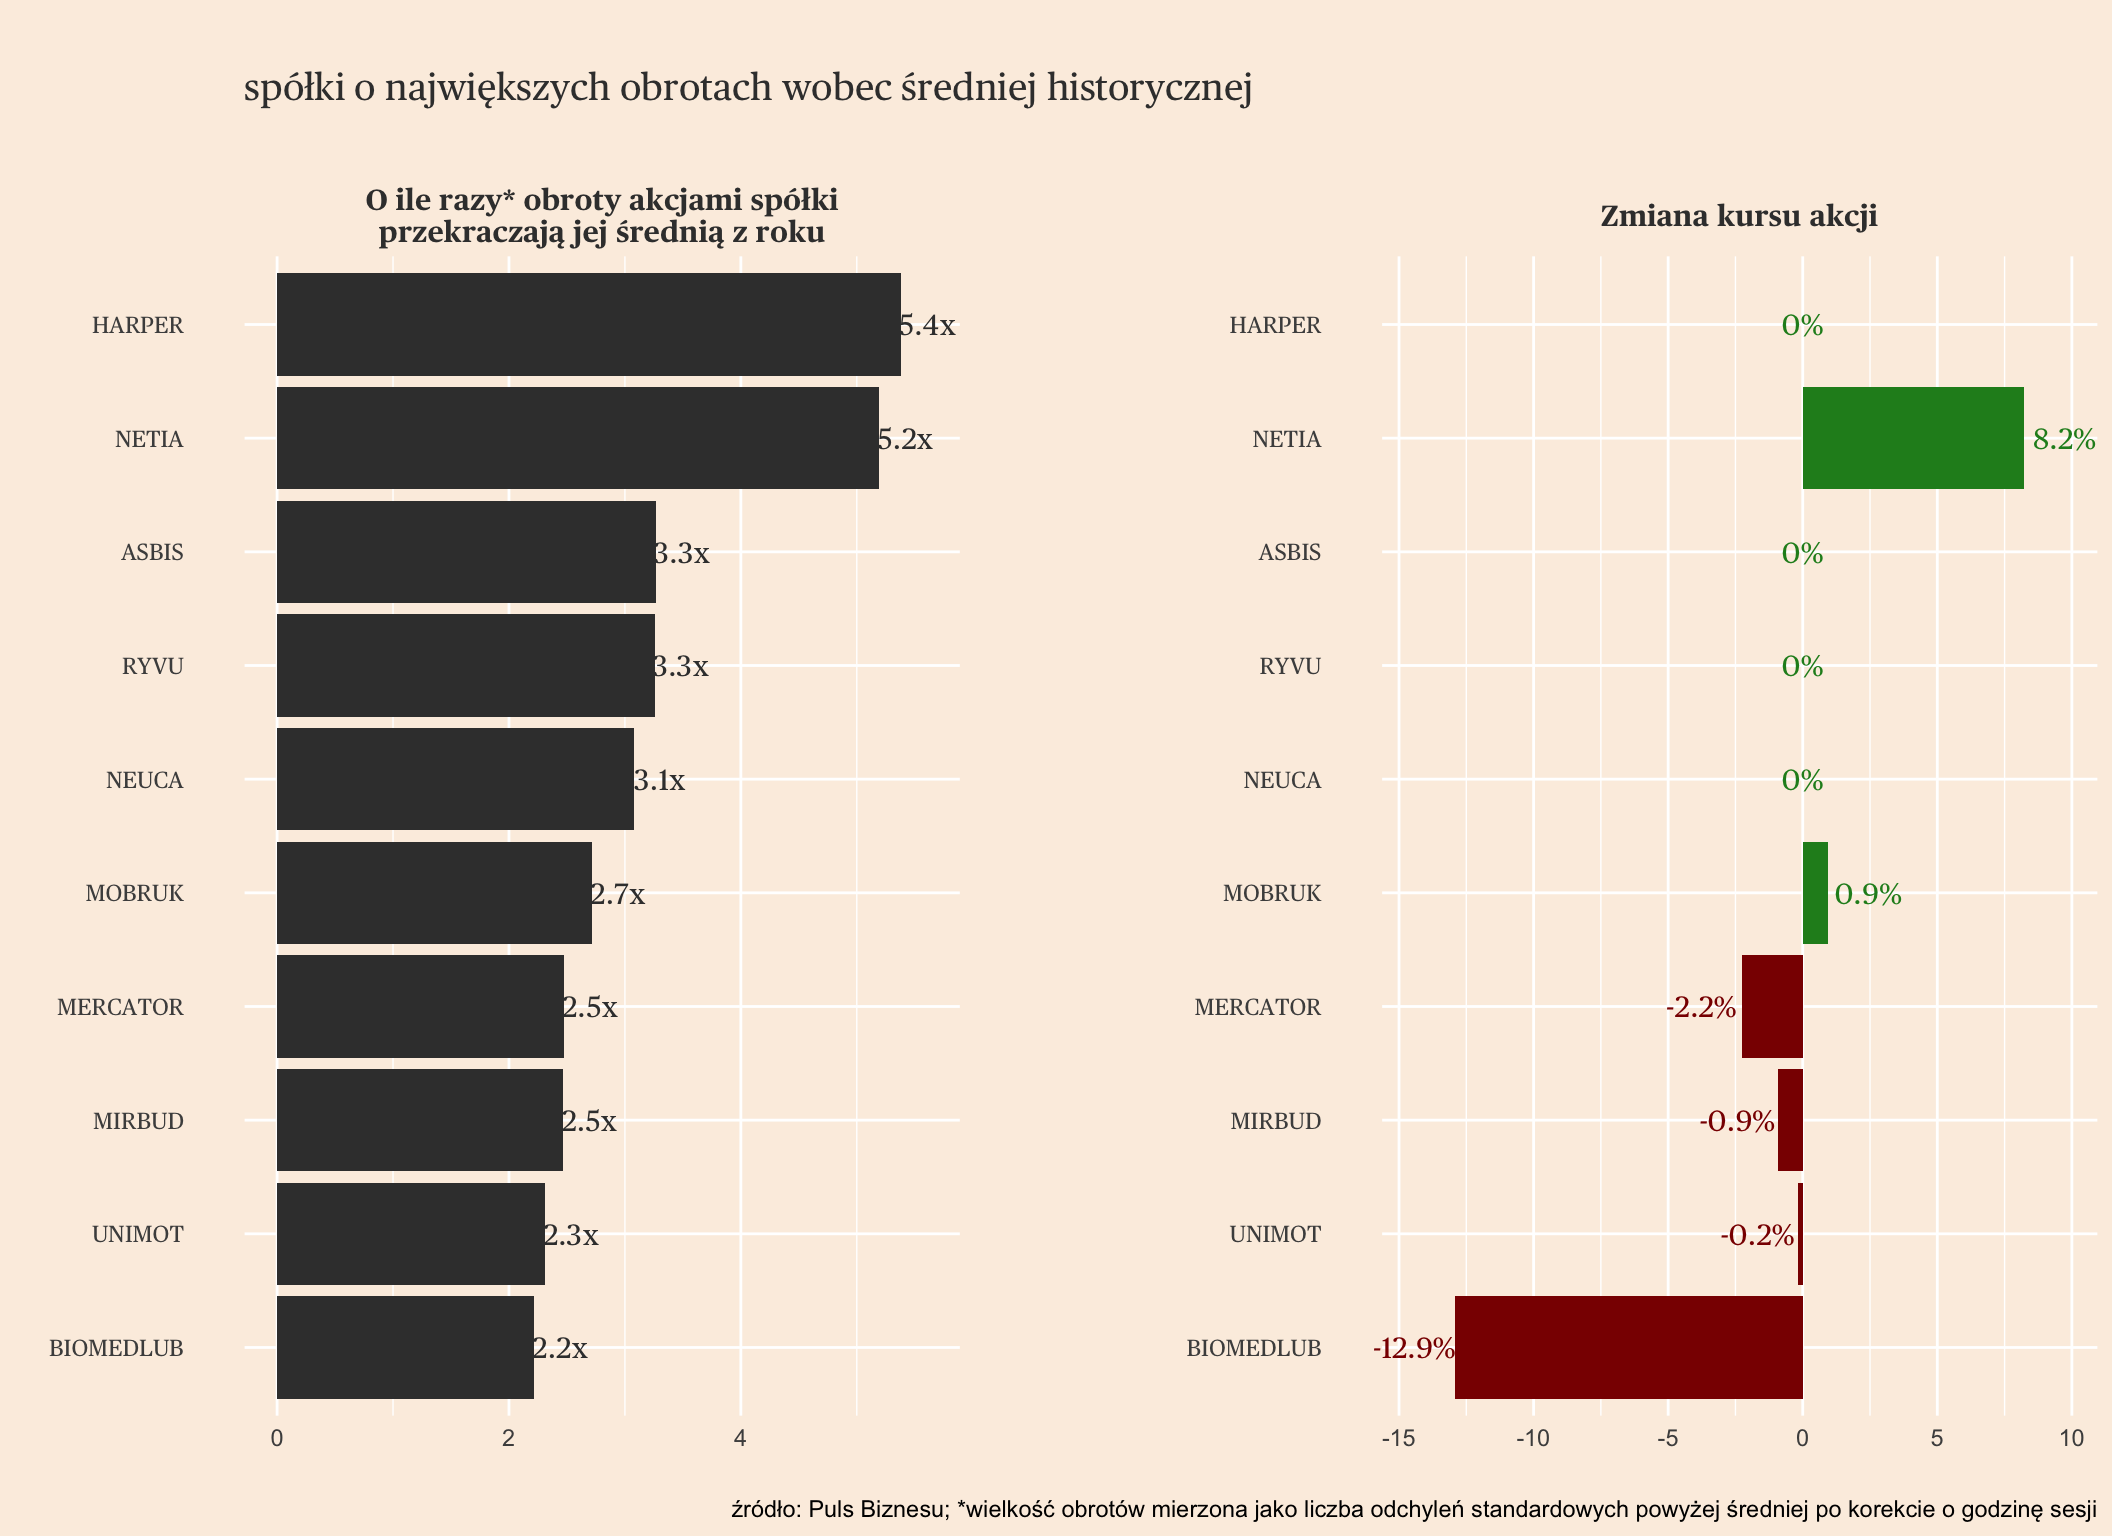 spółki o największych obrotach wobec średniej historycznej
O ile razy* obroty akcjami spółki
przekraczają jej średnią z roku
HARPER 5.4x
NETIA 5.2x
ASBIS 3.3x
RYVU 3.3x
NEUCA 3.1x
MOBRUK 2.7x
MERCATOR 2.5x
MIRBUD 2.5x
UNIMOT 2.3x
BIOMEDLUB 2.2x
0 2 4
Zmiana kursu akcji
HARPER 0%
NETIA 8.2%
ASBIS 0%
RYVU 0%
NEUCA 0%
MOBRUK 0.9%
MERCATOR -2.2%
MIRBUD -0.9%
UNIMOT -0.2%
BIOMEDLUB -12.9%
-15 -10 -5 0 5 10
źródło: Puls Biznesu; *wielkość obrotów mierzona jako liczba odchyleń standardowych powyżej średniej po korekcie o godzinę sesji